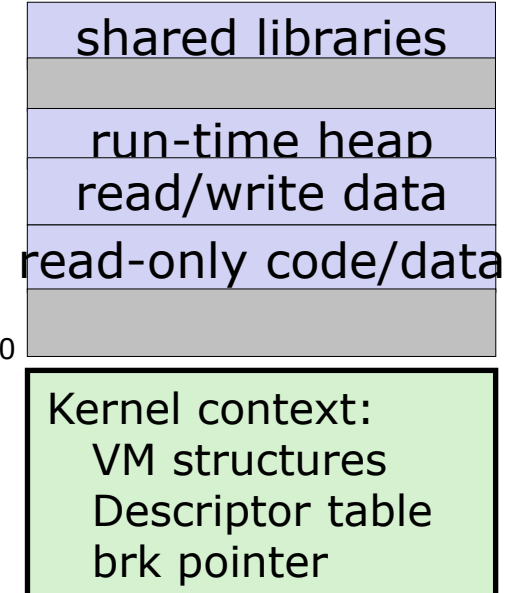 shared libraries
run-time heap
read/write data
read-only code/data
0
Kernel context:
VM structures
Descriptor table
brk pointer